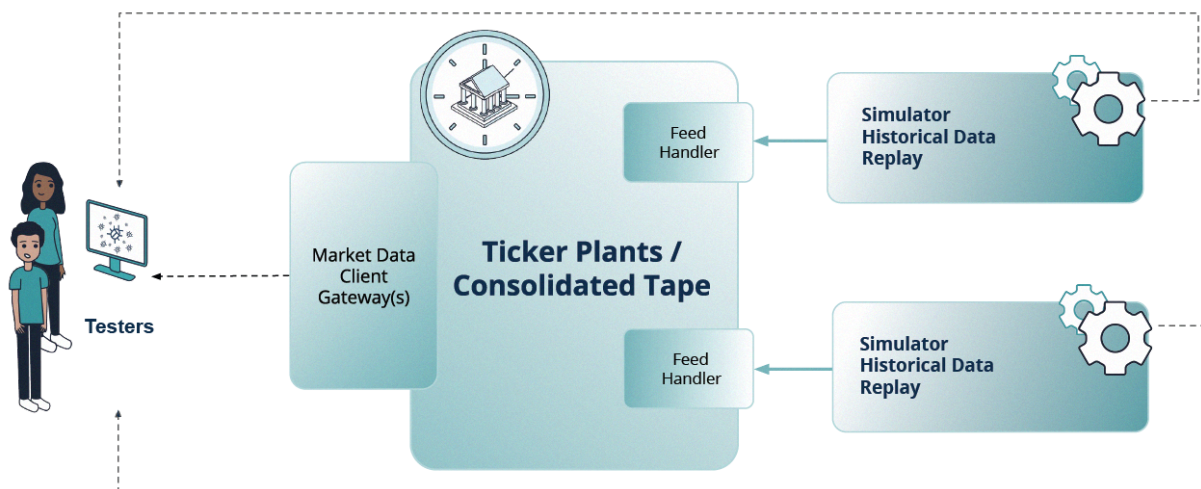 Simulator
Historical Data
Replay
Feed
Handler
Market Data
Client
Gateway(s)
Ticker Plants /
Consolidated Tape
Testers
Feed
Handler
Simulator
Historical Data
Replay